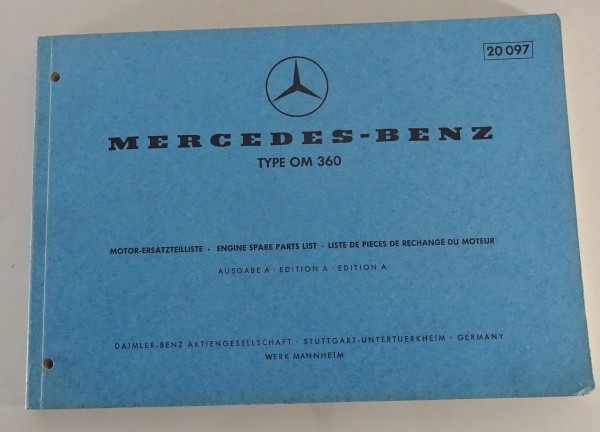 20 097
MERCEDES-BENZ
TYPE OM 360
MOTOR-ERSATZTEILLISTE · ENGINE SPARE PARTS LIST · LISTE DE PIECES DE RECHANGE DU MOTEUR
AUSGABE A · EDITION A · EDITION A
DAIMLER-BENZ AKTIENGESELLSCHAFT · STUTTGART-UNTERTUERKHEIM · GERMANY
WERK MANNHEIM